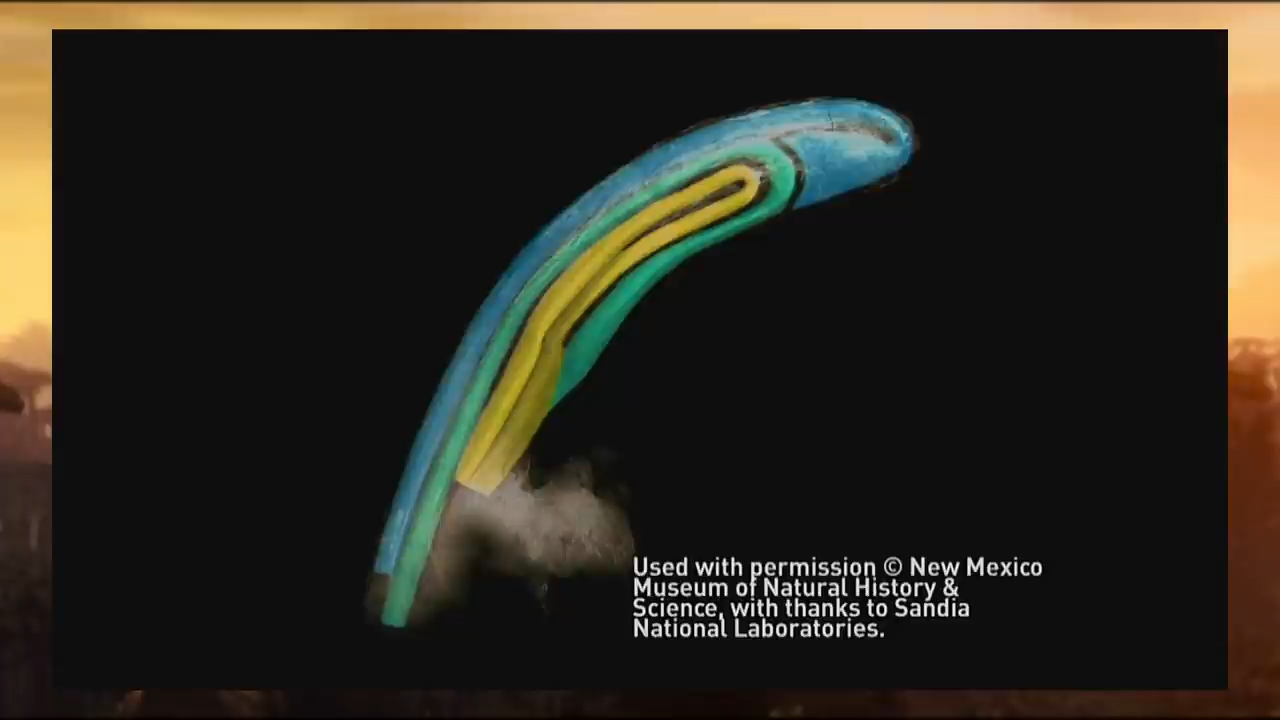 Used with permission © New Mexico
Museum of Natural History &
Science, with thanks to Sandia
National Laboratories.